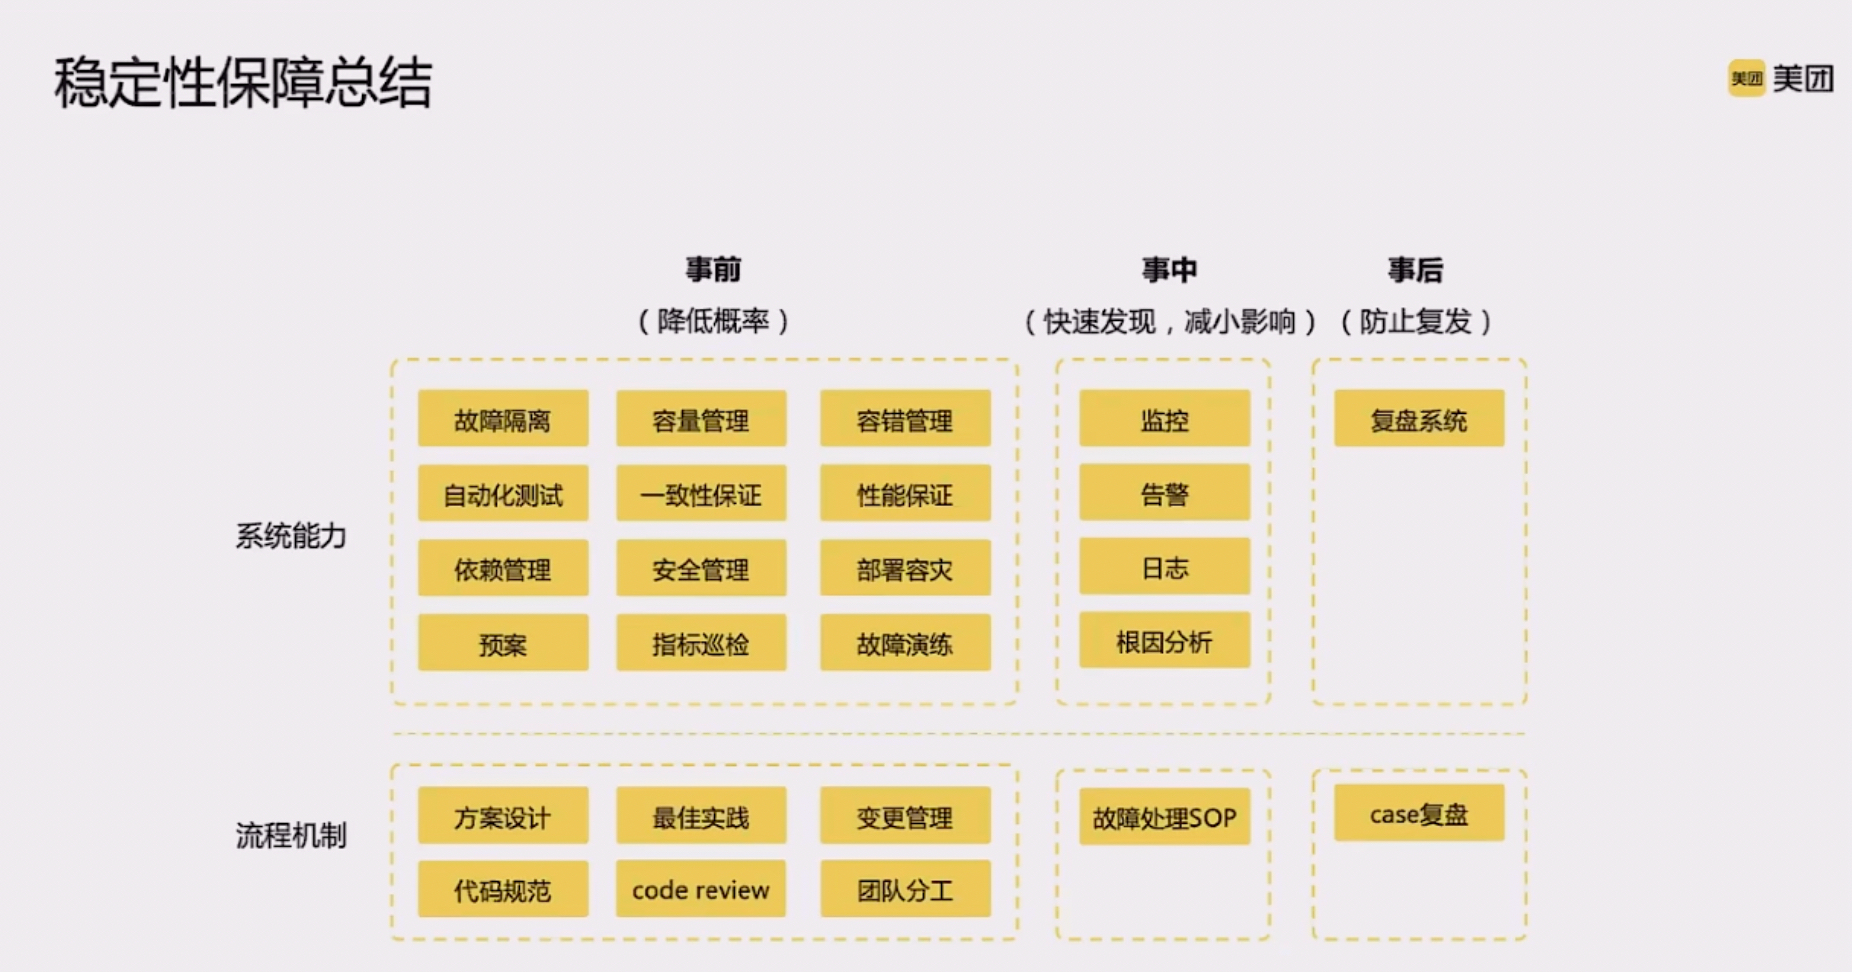 稳定性保障总结
美团 美团
事前 事中 事后
（降低概率） （快速发现，减小影响） （防止复发）
故障隔离 容量管理 容错管理 监控 复盘系统
自动化测试 一致性保证 性能保证 告警
系统能力
依赖管理 安全管理 部署容灾 日志
预案 指标巡检 故障演练 根因分析
方案设计 最佳实践 变更管理 故障处理SOP case复盘
流程机制
代码规范 code review 团队分工